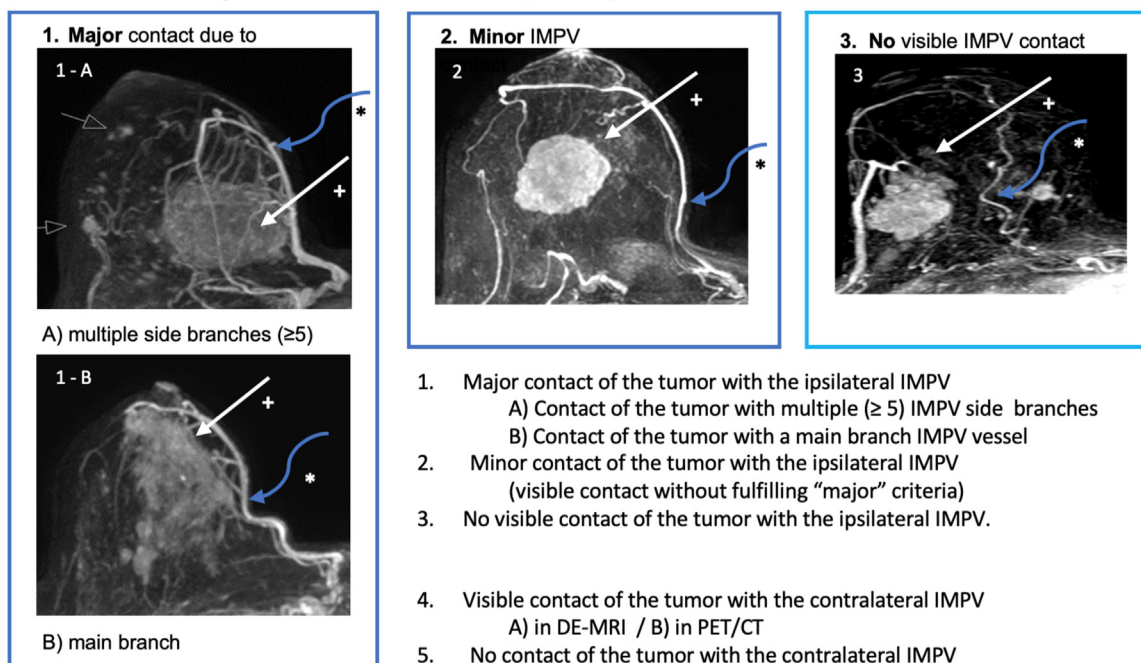 1. Major contact due to
1 - A
*
+
A) multiple side branches (≥5)
1 - B
+
*
B) main branch
2. Minor IMPV
contact
2
+
*
3. No visible IMPV contact
3
+
*
1. Major contact of the tumor with the ipsilateral IMPV
A) Contact of the tumor with multiple (≥ 5) IMPV side branches
B) Contact of the tumor with a main branch IMPV vessel
2. Minor contact of the tumor with the ipsilateral IMPV
(visible contact without fulfilling “major” criteria)
3. No visible contact of the tumor with the ipsilateral IMPV.
4. Visible contact of the tumor with the contralateral IMPV
A) in DE-MRI / B) in PET/CT
5. No contact of the tumor with the contralateral IMPV